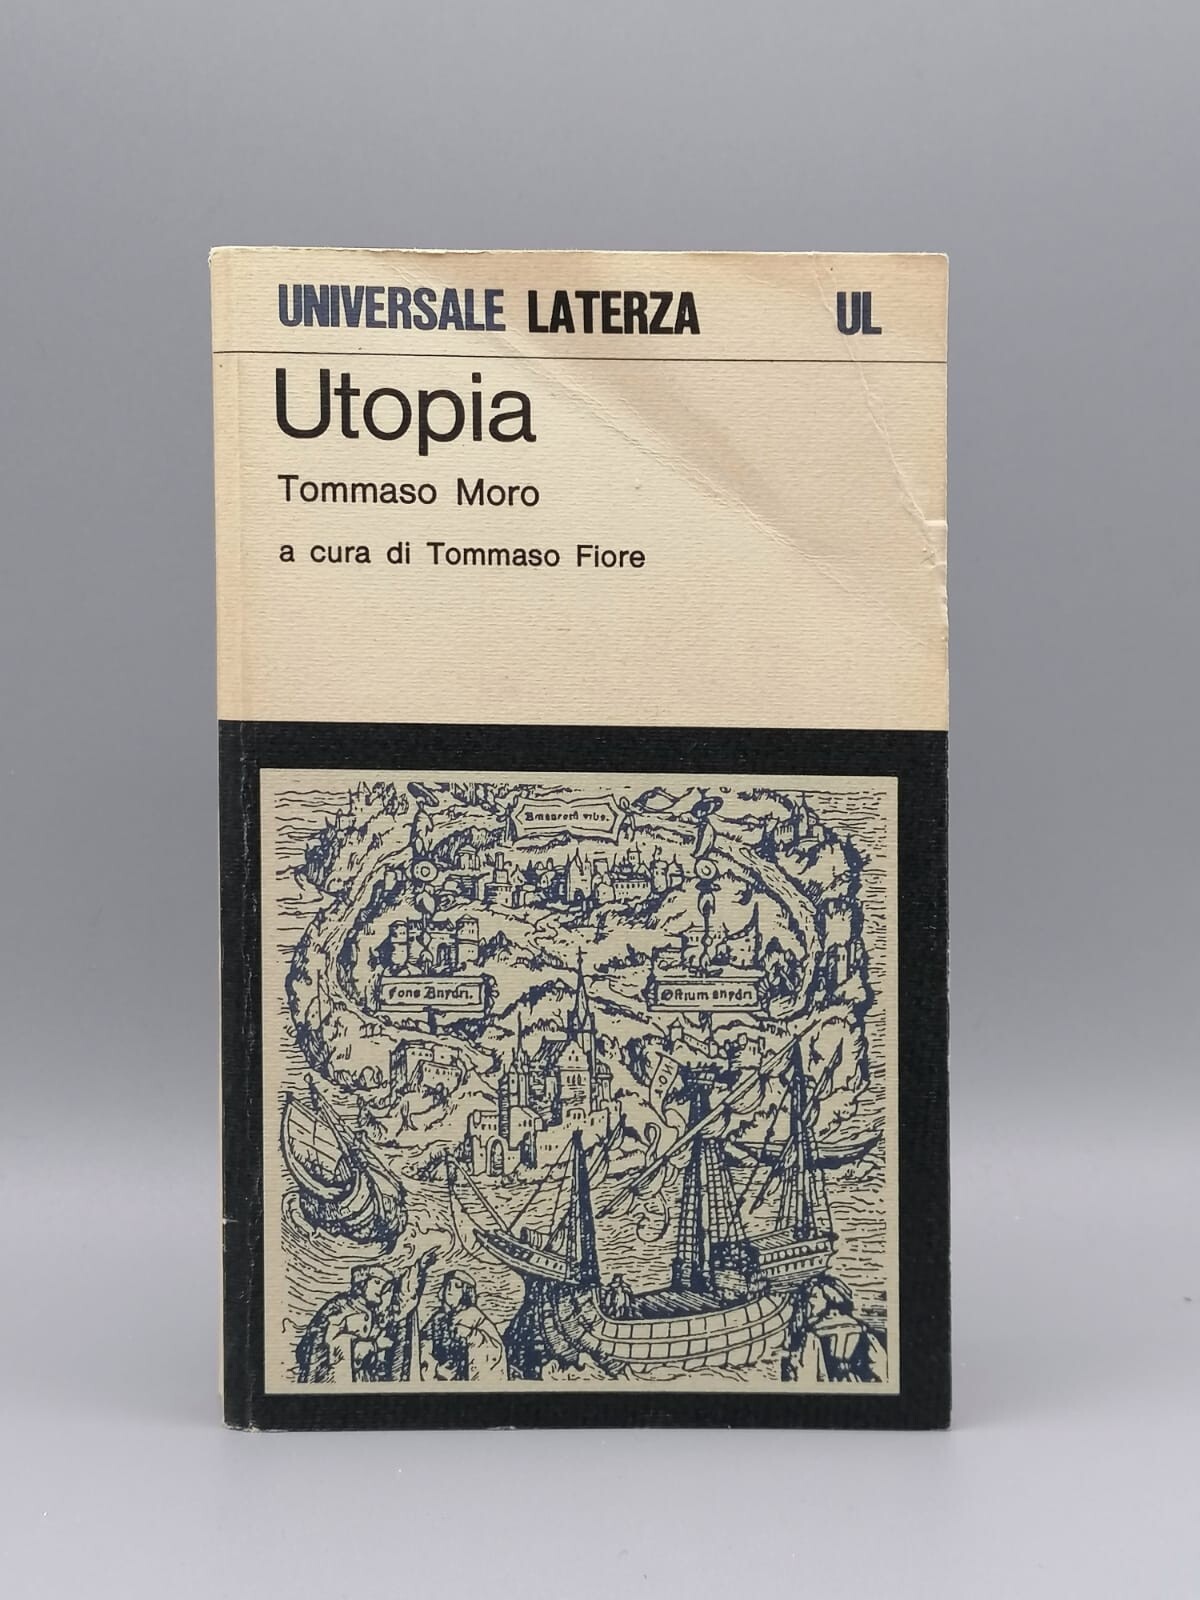 UNIVERSALE LATERZA UL
Utopia
Tommaso Moro
a cura di Tommaso Fiore